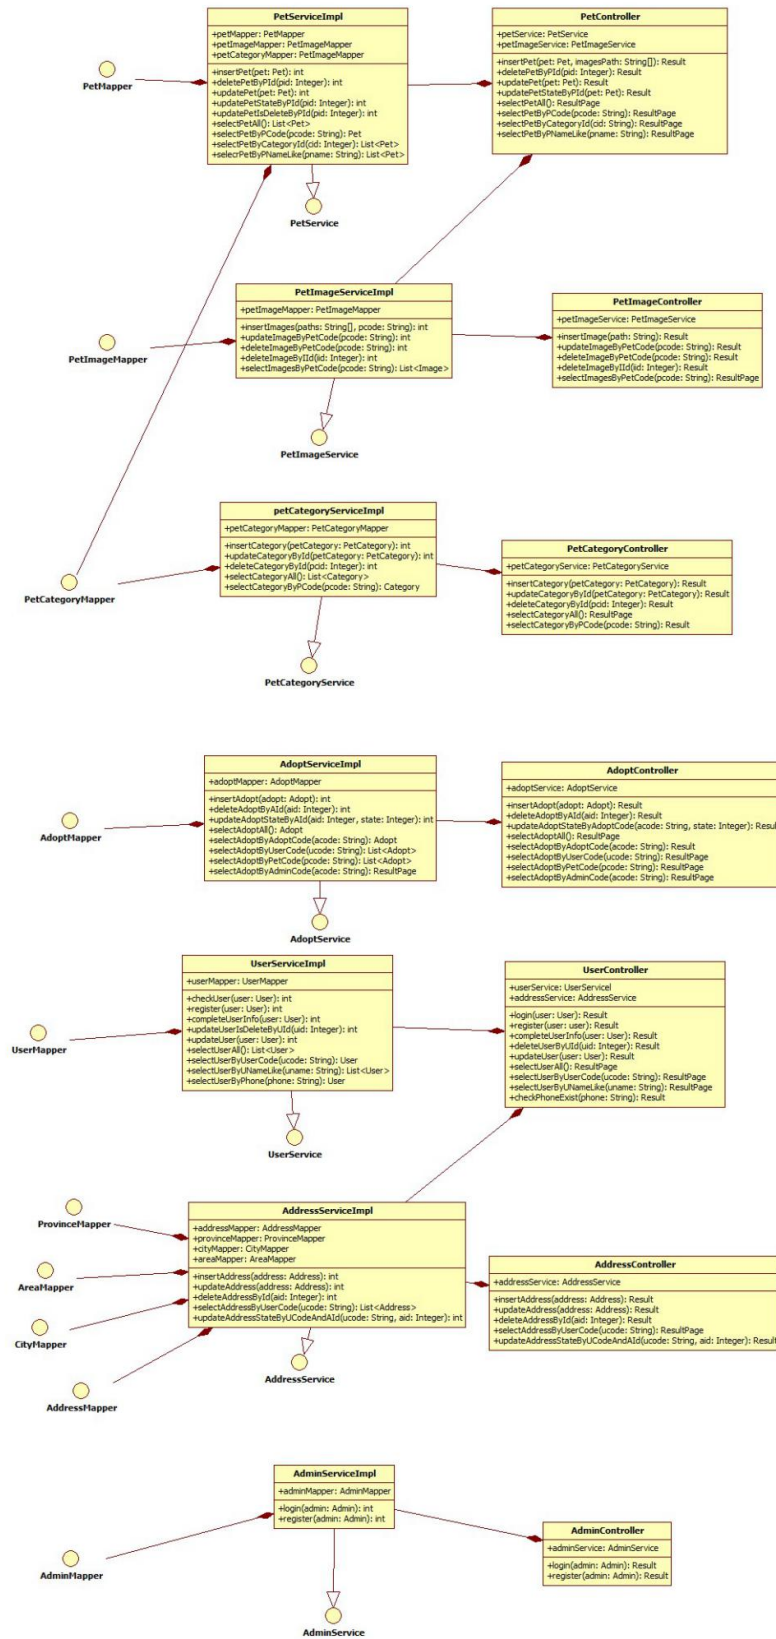 PetServiceImpl
+petMapper: PetMapper
+petImageMapper: PetImageMapper
+petCategoryMapper: PetImageMapper
+insertPet(pet: Pet): int
+deletePetByPId(pid: Integer): int
+updatePet(pet: Pet): int
+updatePetStateByPId(pid: Integer): int
+updatePetIsDeleteByPId(pid: Integer): int
+selectPetAll(): List<Pet>
+selectPetByPCode(pcode: String): Pet
+selectPetByCategoryId(cid: Integer): List<Pet>
+selecrPetByPNameLike(pname: String): List<Pet>
PetController
+petService: PetService
+petImageService: PetImageService
+insertPet(pet: Pet, imagesPath: String[]): Result
+deletePetByPId(pid: Integer): Result
+updatePet(pet: Pet): Result
+updatePetStateByPId(pet: Pet): Result
+selectPetAll(): ResultPage
+selectPetByPCode(pcode: String): ResultPage
+selectPetByCategoryId(cid: String): ResultPage
+selectPetByPNameLike(pname: String): ResultPage
PetMapper
PetService
PetImageServiceImpl
+petImageMapper: PetImageMapper
+insertImages(paths: String[], pcode: String): int
+updateImageByPetCode(pcode: String): int
+deleteImageByPetCode(pcode: String): int
+deleteImageByIId(iid: Integer): int
+selectImagesByPetCode(pcode: String): List<Image>
PetImageController
+petImageService: PetImageService
+insertImage(path: String): Result
+updateImageByPetCode(pcode: String): Result
+deleteImageByPetCode(pcode: String): Result
+deleteImageByIId(iid: Integer): Result
+selectImagesByPetCode(pcode: String): ResultPage
PetImageMapper
PetImageService
petCategoryServiceImpl
+petCategoryMapper: PetCategoryMapper
+insertCategory(petCategory: PetCategory): int
+updateCategoryById(petCategory: PetCategory): int
+deleteCategoryById(pcid: Integer): int
+selectCategoryAll(): List<Category>
+selectCategoryByPCode(pcode: String): Category
PetCategoryController
+petCategoryService: PetCategoryService
+insertCategory(petCategory: PetCategory): Result
+updateCategoryById(petCategory: PetCategory): Result
+deleteCategoryById(pcid: Integer): Result
+selectCategoryAll(): ResultPage
+selectCategoryByPCode(pcode: String): Result
PetCategoryMapper
PetCategoryService
AdoptServiceImpl
+adoptMapper: AdoptMapper
+insertAdopt(adopt: Adopt): int
+deleteAdoptByAId(aid: Integer): int
+updateAdoptStateByAId(aid: Integer, state: Integer): int
+selectAdoptAll(): Adopt
+selectAdoptByAdoptCode(acode: String): Adopt
+selectAdoptByUserCode(ucode: String): List<Adopt>
+selectAdoptByPetCode(pcode: String): List<Adopt>
+selectAdoptByAdminCode(acode: String): ResultPage
AdoptController
+adoptService: AdoptService
+insertAdopt(adopt: Adopt): Result
+deleteAdoptByAId(aid: Integer): Result
+updateAdoptStateByAdoptCode(acode: String, state: Integer): Result
+selectAdoptAll(): ResultPage
+selectAdoptByAdoptCode(acode: String): Result
+selectAdoptByUserCode(ucode: String): ResultPage
+selectAdoptByPetCode(pcode: String): ResultPage
+selectAdoptByAdminCode(acode: String): ResultPage
AdoptMapper
AdoptService
UserServiceImpl
+userMapper: UserMapper
+checkUser(user: User): int
+register(user: User): int
+completeUserInfo(user: User): int
+updateUserIsDeleteByUId(uid: Integer): int
+updateUser(user: User): int
+selectUserAll(): List<User>
+selectUserByUserCode(ucode: String): User
+selectUserByUNameLike(uname: String): List<User>
+selectUserByPhone(phone: String): User
UserController
+userService: UserServicel
+addressService: AddressService
+login(user: User): Result
+register(user: user): Result
+completeUserInfo(user: User): Result
+deleteUserByUId(uid: Integer): Result
+updateUser(user: User): Result
+selectUserAll(): ResultPage
+selectUserByUserCode(ucode: String): ResultPage
+selectUserByUNameLike(uname: String): ResultPage
+checkPhoneExist(phone: String): Result
UserMapper
UserService
ProvinceMapper
AreaMapper
CityMapper
AddressMapper
AddressServiceImpl
+addressMapper: AddressMapper
+provinceMapper: ProvinceMapper
+cityMapper: CityMapper
+areaMapper: AreaMapper
+insertAddress(address: Address): int
+updateAddress(address: Address): int
+deleteAddressById(aid: Integer): int
+selectAddressByUserCode(ucode: String): List<Address>
+updateAddressStateByUCodeAndAId(ucode: String, aid: Integer): int
AddressController
+addressService: AddressService
+insertAddress(address: Address): Result
+updateAddress(address: Address): Result
+deleteAddressById(aid: Integer): Result
+selectAddressByUserCode(ucode: String): ResultPage
+updateAddressStateByUCodeAndAId(ucode: String, aid: Integer): Result
AddressService
AdminServiceImpl
+adminMapper: AdminMapper
+login(admin: Admin): int
+register(admin: Admin): int
AdminController
+adminService: AdminService
+login(admin: Admin): Result
+register(admin: Admin): Result
AdminMapper
AdminService